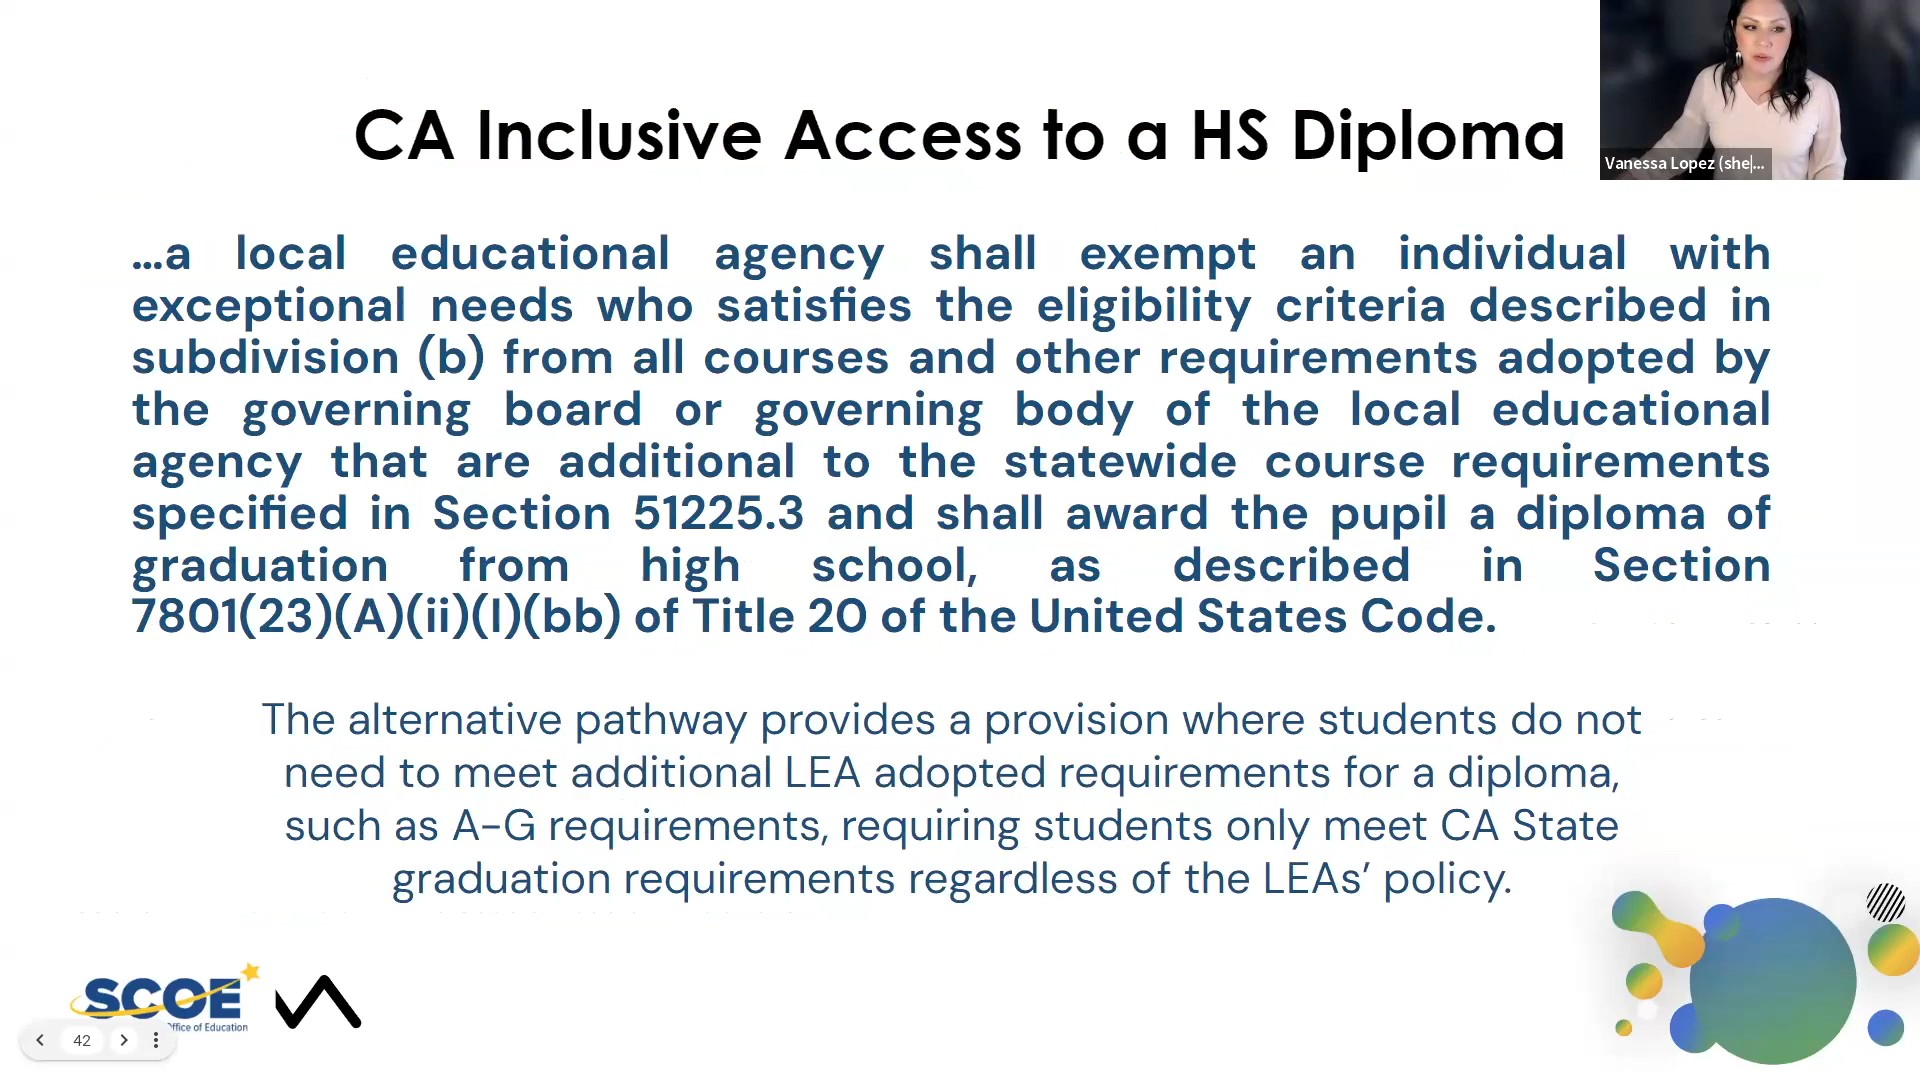 CA Inclusive Access to a HS Diploma
Vanessa Lopez (she|...
...a local educational agency shall exempt an individual with
exceptional needs who satisfies the eligibility criteria described in
subdivision (b) from all courses and other requirements adopted by
the governing board or governing body of the local educational
agency that are additional to the statewide course requirements
specified in Section 51225.3 and shall award the pupil a diploma of
graduation from high school, as described in Section
7801(23)(A)(ii)(I)(bb) of Title 20 of the United States Code.
The alternative pathway provides a provision where students do not
need to meet additional LEA adopted requirements for a diploma,
such as A-G requirements, requiring students only meet CA State
graduation requirements regardless of the LEAs’ policy.
SCOE
ffice of Education
42